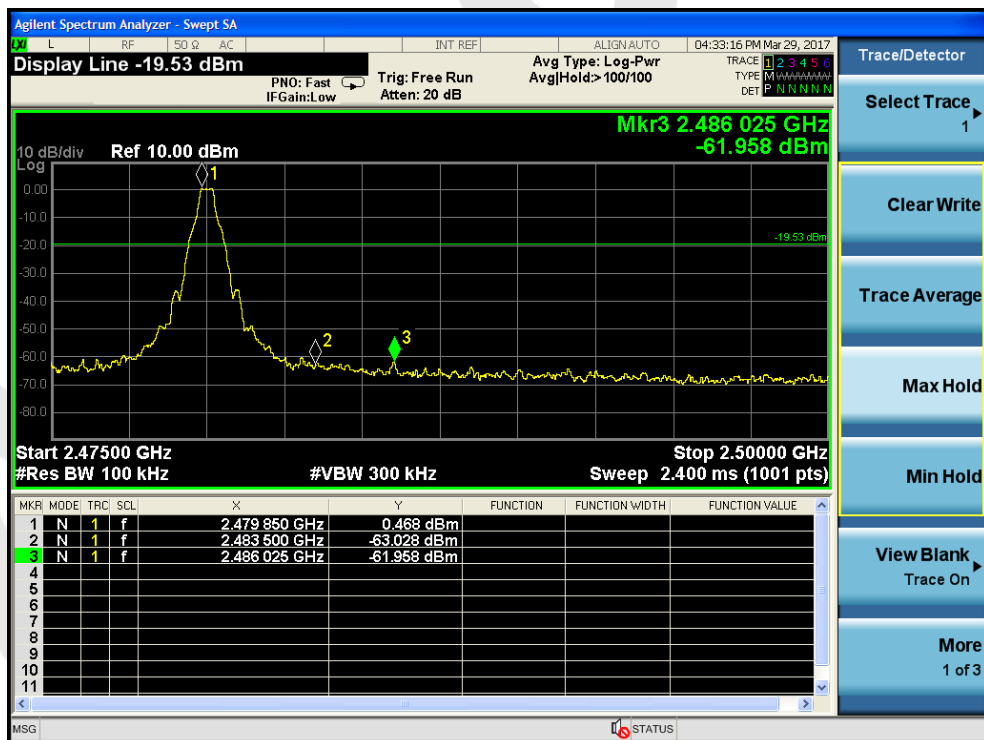 Agilent Spectrum Analyzer - Swept SA
LXI L RF 50 Ω AC INT REF ALIGNAUTO 04:33:16 PM Mar 29, 2017
Display Line -19.53 dBm
PNO: Fast
IFGain:Low
Trig: Free Run
Atten: 20 dB
Avg Type: Log-Pwr
Avg|Hold:>100/100
TRACE 1 2 3 4 5 6
TYPE M
DET P N N N N N
Mkr3 2.486 025 GHz
-61.958 dBm
10 dB/div Ref 10.00 dBm
Log
1
0.00
-10.0
-19.53 dBm
-20.0
-30.0
-40.0
-50.0
2
3
-60.0
-70.0
-80.0
Start 2.47500 GHz Stop 2.50000 GHz
#Res BW 100 kHz #VBW 300 kHz Sweep 2.400 ms (1001 pts)
MKR MODE TRC SCL X Y FUNCTION FUNCTION WIDTH FUNCTION VALUE
1 N 1 f 2.479 850 GHz 0.468 dBm
2 N 1 f 2.483 500 GHz -63.028 dBm
3 N 1 f 2.486 025 GHz -61.958 dBm
4
5
6
7
8
9
10
11
MSG STATUS
Trace/Detector
Select Trace
1
Clear Write
Trace Average
Max Hold
Min Hold
View Blank
Trace On
More
1 of 3